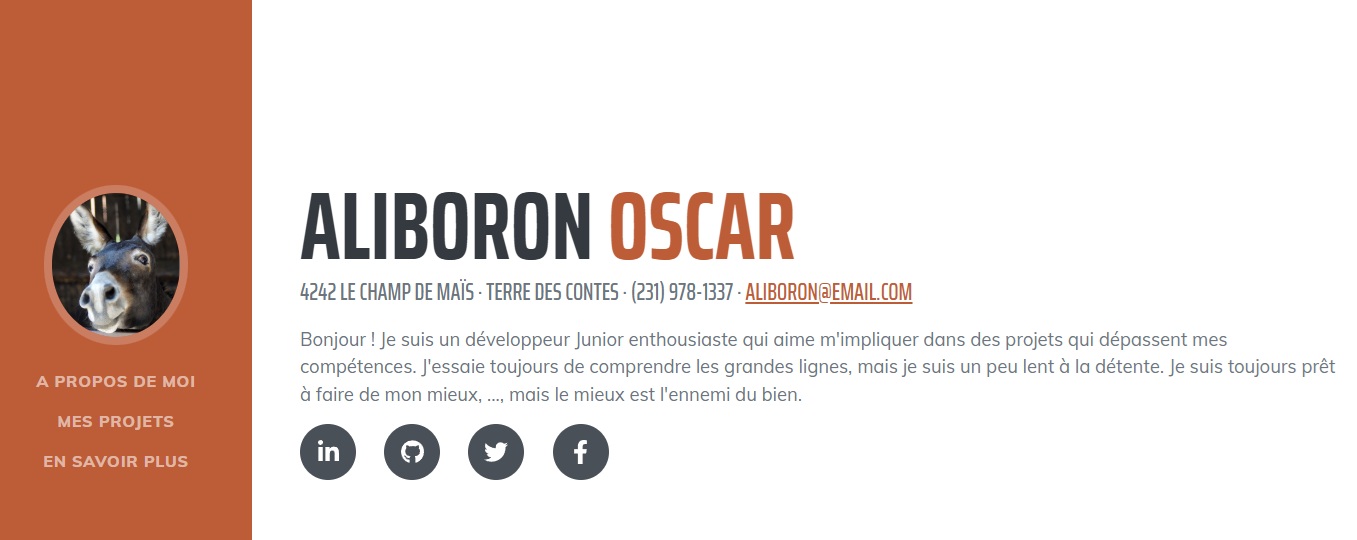 A PROPOS DE MOI
MES PROJETS
EN SAVOIR PLUS
ALIBORON OSCAR
4242 LE CHAMP DE MAÏS · TERRE DES CONTES · (231) 978-1337 · ALIBORON@EMAIL.COM
Bonjour ! Je suis un développeur Junior enthousiaste qui aime m'impliquer dans des projets qui dépassent mes
compétences. J'essaie toujours de comprendre les grandes lignes, mais je suis un peu lent à la détente. Je suis toujours prêt
à faire de mon mieux, ..., mais le mieux est l'ennemi du bien.
in